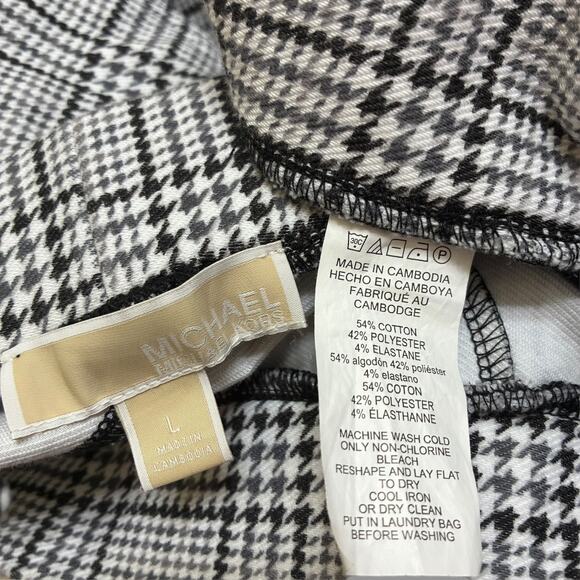 MICHAEL
MICHAEL KORS
L
MADE IN
CAMBODIA
30C
MADE IN CAMBODIA
HECHO EN CAMBOYA
FABRIQUÉ AU
CAMBODGE
54% COTTON
42% POLYESTER
4% ELASTANE
54% algodón 42% poliéster
4% elastano
54% COTON
42% POLYESTER
4% ÉLASTHANNE
MACHINE WASH COLD
ONLY NON-CHLORINE
BLEACH
RESHAPE AND LAY FLAT
TO DRY
COOL IRON
OR DRY CLEAN
PUT IN LAUNDRY BAG
BEFORE WASHING